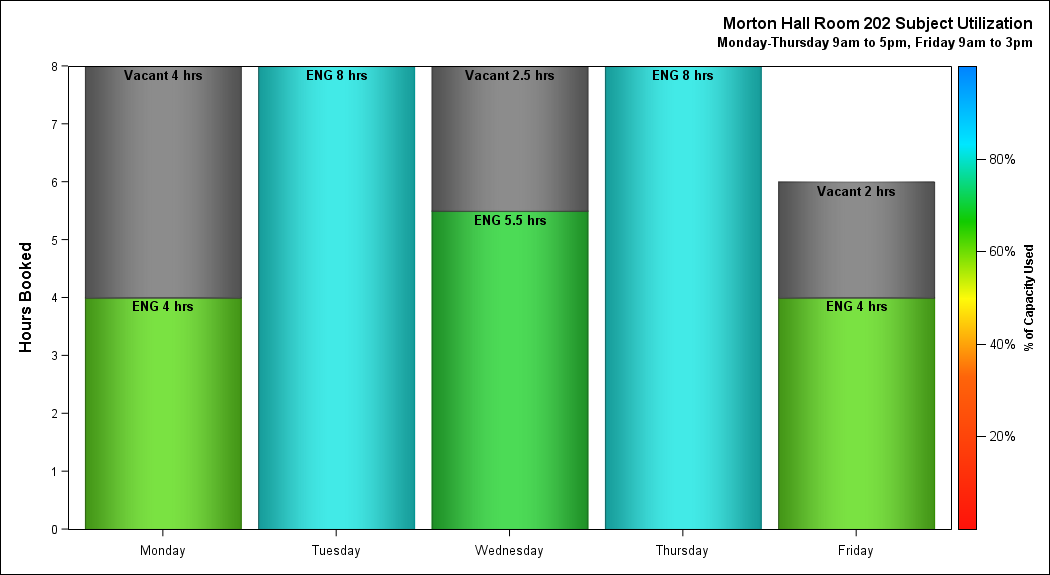 Morton Hall Room 202 Subject Utilization
Monday-Thursday 9am to 5pm, Friday 9am to 3pm
Hours Booked
8
7
6
5
4
3
2
1
0
Vacant 4 hrs
ENG 4 hrs
ENG 8 hrs
Vacant 2.5 hrs
ENG 5.5 hrs
ENG 8 hrs
Vacant 2 hrs
ENG 4 hrs
Monday
Tuesday
Wednesday
Thursday
Friday
80%
60%
40%
20%
% of Capacity Used